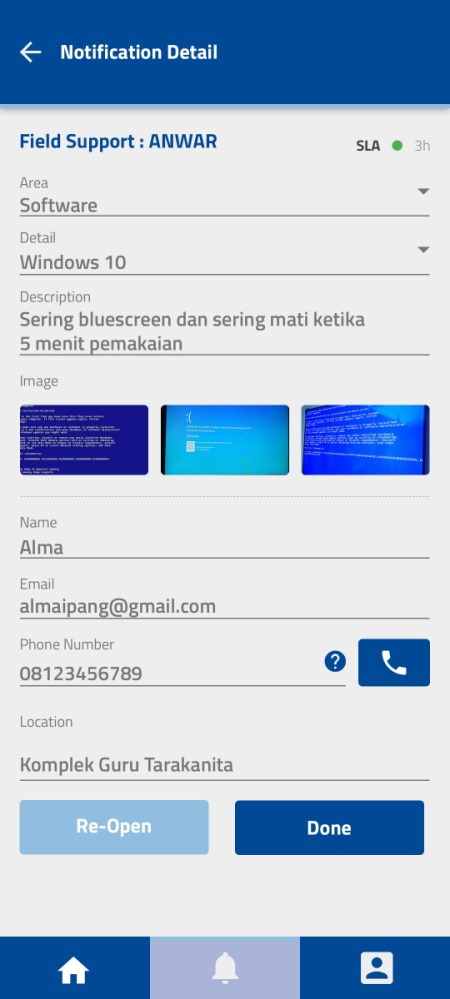 Notification Detail
Field Support : ANWAR
SLA 3h
Area
Software
Detail
Windows 10
Description
Sering bluescreen dan sering mati ketika
5 menit pemakaian
Image
Name
Alma
Email
almaipang@gmail.com
Phone Number
08123456789
?
Location
Komplek Guru Tarakanita
Re-Open
Done